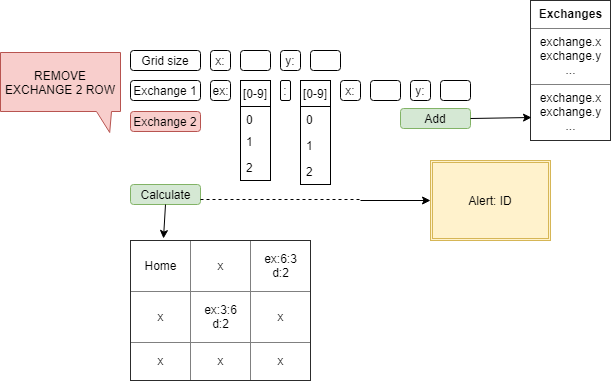 Exchanges
exchange.x
exchange.y
...
exchange.x
exchange.y
...
REMOVE
EXCHANGE 2 ROW
Grid size x: y:
Exchange 1 ex: [0-9] : [0-9] x: y:
Exchange 2 0 0 Add
1 1
2 2
Calculate
Alert: ID
Home x ex:6:3
d:2
x ex:3:6 x
d:2
x x x